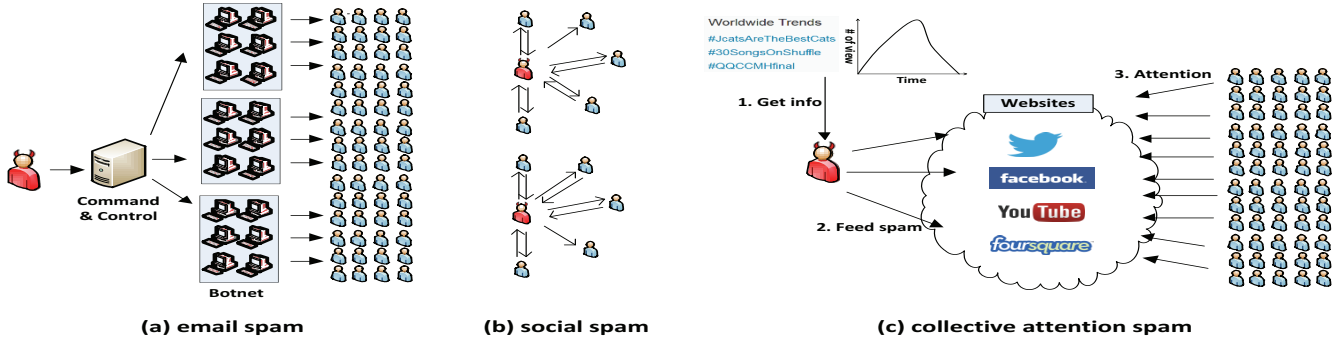 Command
& Control
Botnet
(a) email spam
(b) social spam
Worldwide Trends
#JcatsAreTheBestCats
#30SongsOnShuffle
#QQCCMHfinal
# of view
Time
1. Get info
2. Feed spam
3. Attention
Websites
facebook
YouTube
foursquare
(c) collective attention spam